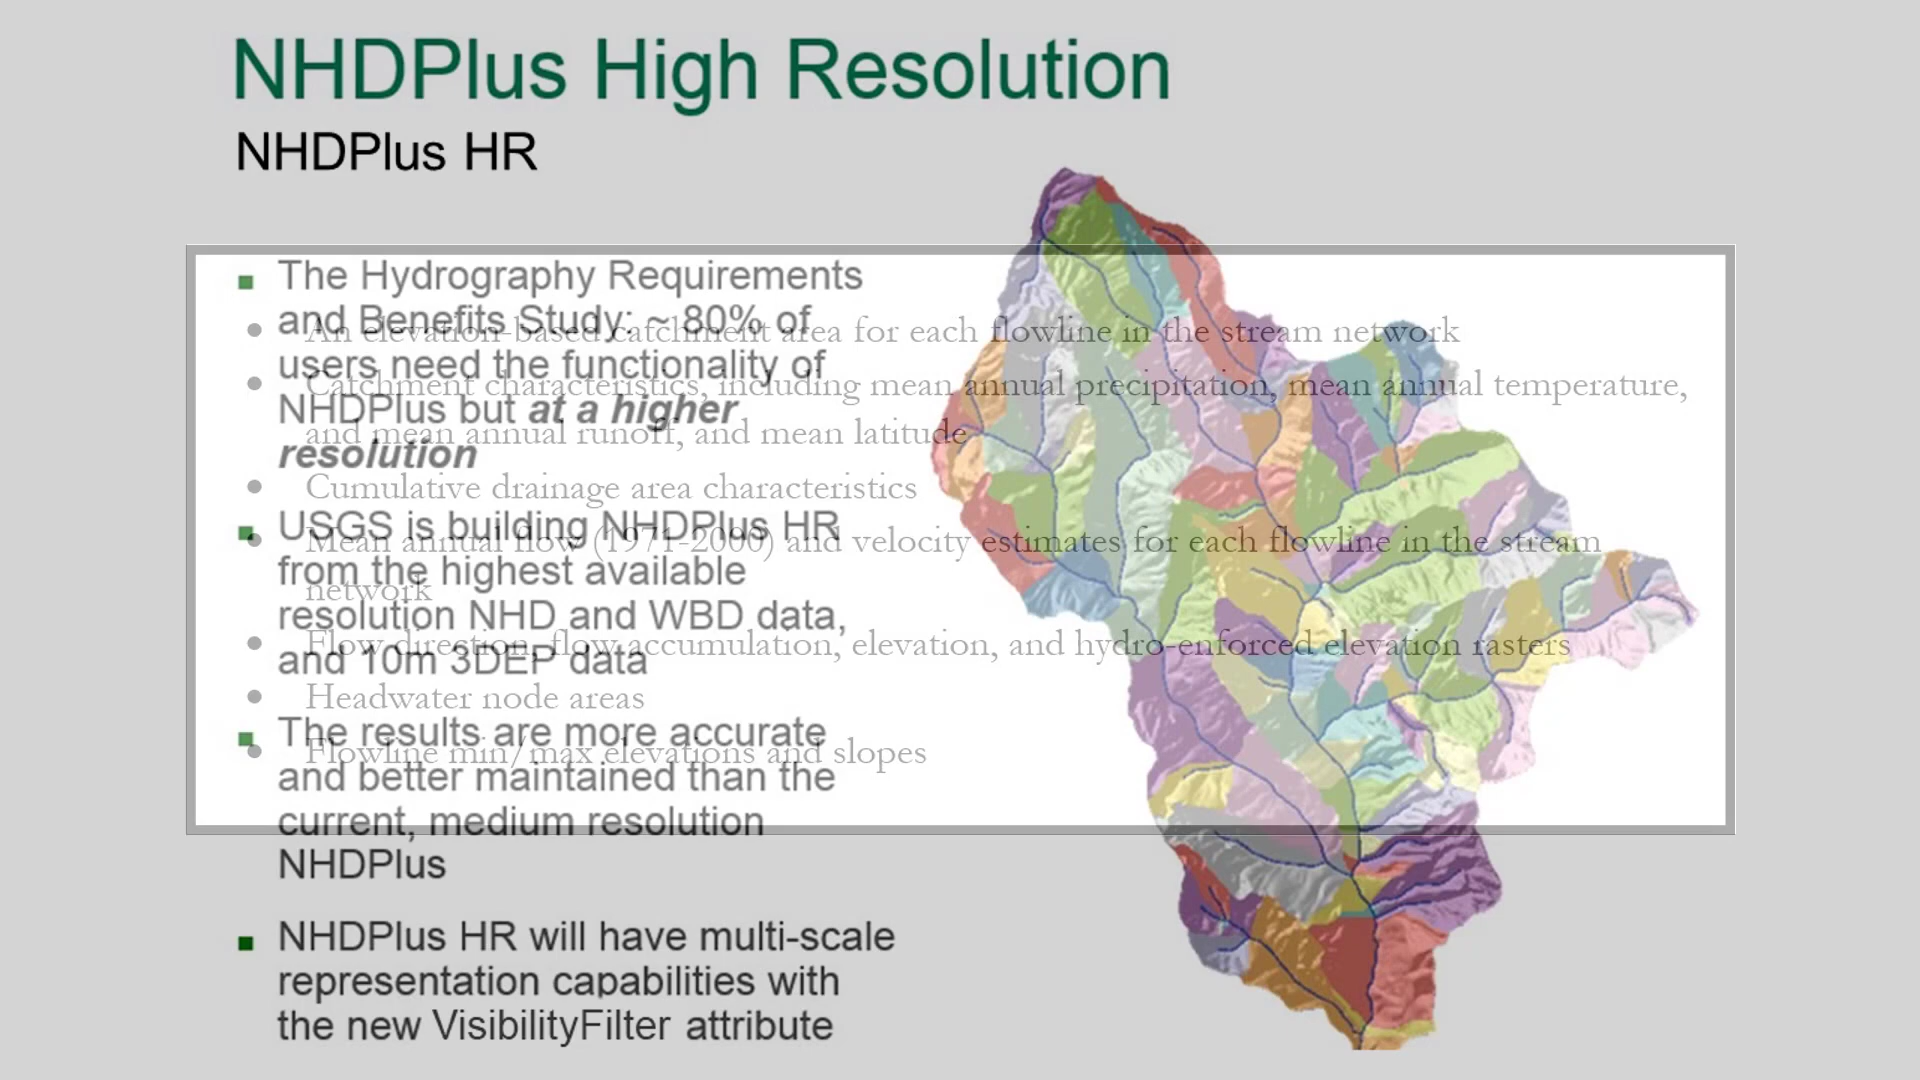 NHDPlus High Resolution
NHDPlus HR
The Hydrography Requirements
and Benefits Study: ~ 80% of
users need the functionality of
NHDPlus but at a higher
resolution
USGS is building NHDPlus HR
from the highest available
resolution NHD and WBD data,
and 10m 3DEP data
The results are more accurate
and better maintained than the
current, medium resolution
NHDPlus
NHDPlus HR will have multi-scale
representation capabilities with
the new VisibilityFilter attribute
An elevation-based catchment area for each flowline in the stream network
Catchment characteristics, including mean annual precipitation, mean annual temperature,
and mean annual runoff, and mean latitude
Cumulative drainage area characteristics
Mean annual flow (1971-2000) and velocity estimates for each flowline in the stream
network
Flow direction, flow accumulation, elevation, and hydro-enforced elevation rasters
Headwater node areas
Flowline min/max elevations and slopes